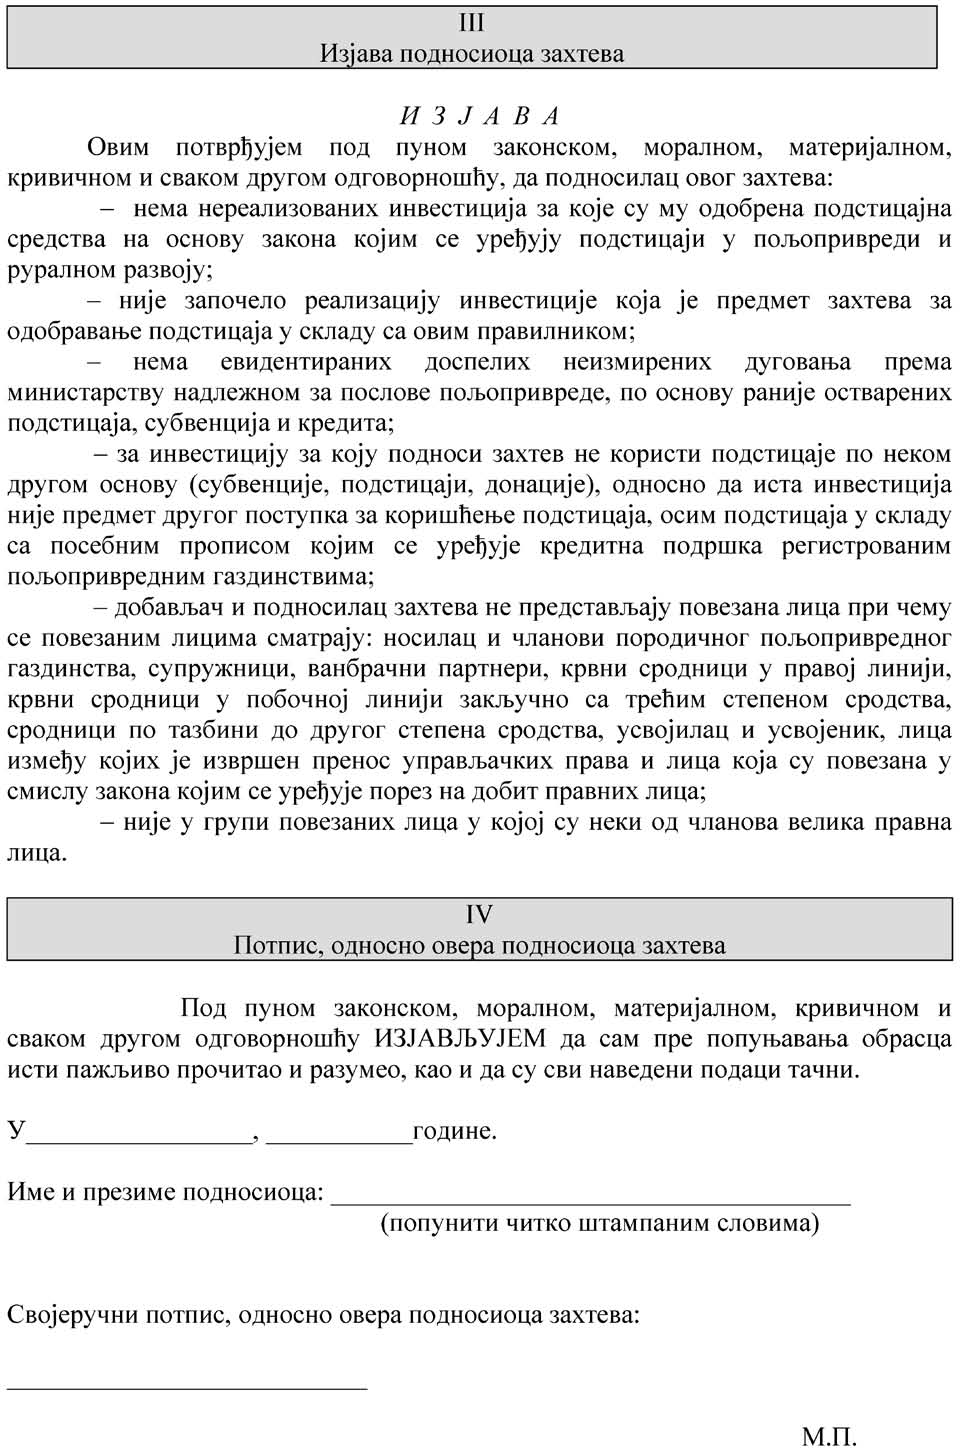 III
Изјава подносиоца захтева
И З Ј А В А
Овим потврђујем под пуном законском, моралном, материјалном,
кривичном и сваком другом одговорношћу, да подносилац овог захтева:
– нема нереализованих инвестиција за које су му одобрена подстицајна
средства на основу закона којим се уређују подстицаји у пољопривреди и
руралном развоју;
– није започело реализацију инвестиције која је предмет захтева за
одобравање подстицаја у складу са овим правилником;
– нема евидентираних доспелих неизмирених дуговања према
министарству надлежном за послове пољопривреде, по основу раније остварених
подстицаја, субвенција и кредита;
– за инвестицију за коју подноси захтев не користи подстицаје по неком
другом основу (субвенције, подстицаји, донације), односно да иста инвестиција
није предмет другог поступка за коришћење подстицаја, осим подстицаја у складу
са посебним прописом којим се уређује кредитна подршка регистрованим
пољопривредним газдинствима;
– добављач и подносилац захтева не представљају повезана лица при чему
се повезаним лицима сматрају: носилац и чланови породичног пољопривредног
газдинства, супружници, ванбрачни партнери, крвни сродници у правој линији,
крвни сродници у побочној линији закључно са трећим степеном сродства,
сродници по тазбини до другог степена сродства, усвојилац и усвојеник, лица
између којих је извршен пренос управљачких права и лица која су повезана у
смислу закона којим се уређује порез на добит правних лица;
– није у групи повезаних лица у којој су неки од чланова велика правна
лица.
IV
Потпис, односно овера подносиоца захтева
Под пуном законском, моралном, материјалном, кривичном и
сваком другом одговорношћу ИЗЈАВЉУЈЕМ да сам пре попуњавања обрасца
исти пажљиво прочитао и разумео, као и да су сви наведени подаци тачни.
У_________________, ___________године.
Име и презиме подносиоца: _______________________________________
(попунити читко штампаним словима)
Својеручни потпис, односно овера подносиоца захтева:
___________________________
М.П.